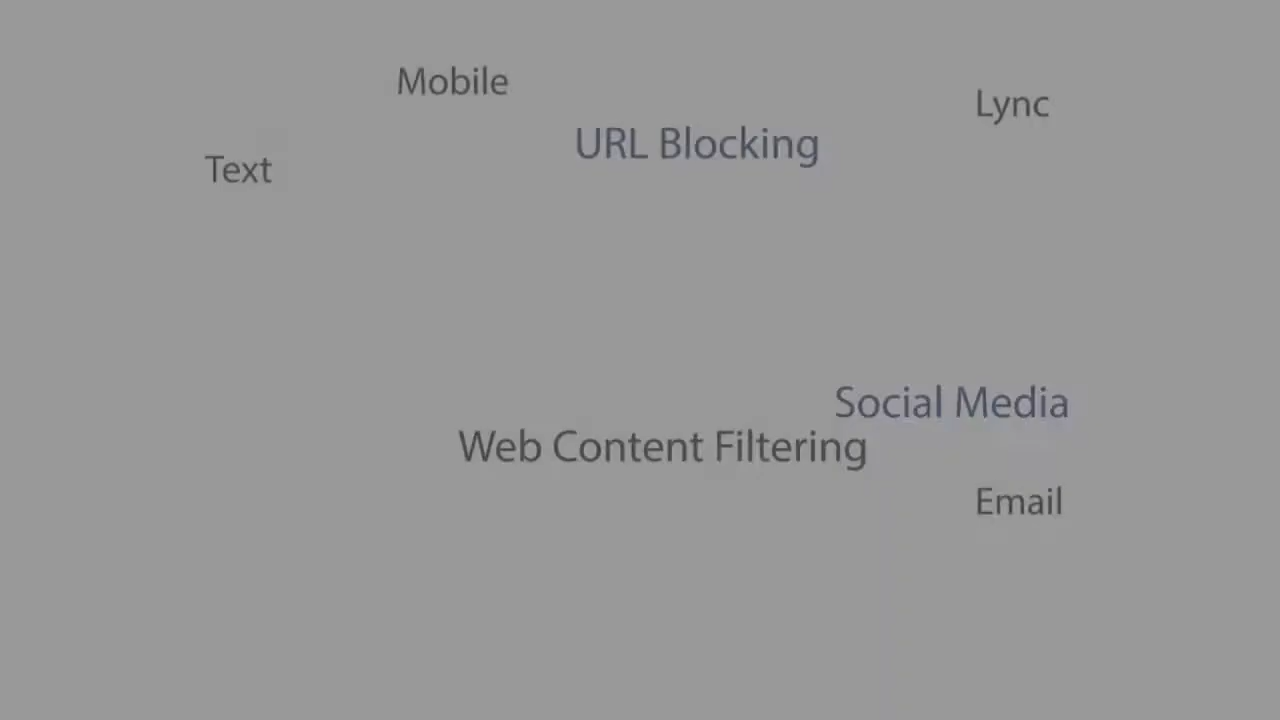 Mobile
Lync
URL Blocking
Text
Social Media
Web Content Filtering
Email